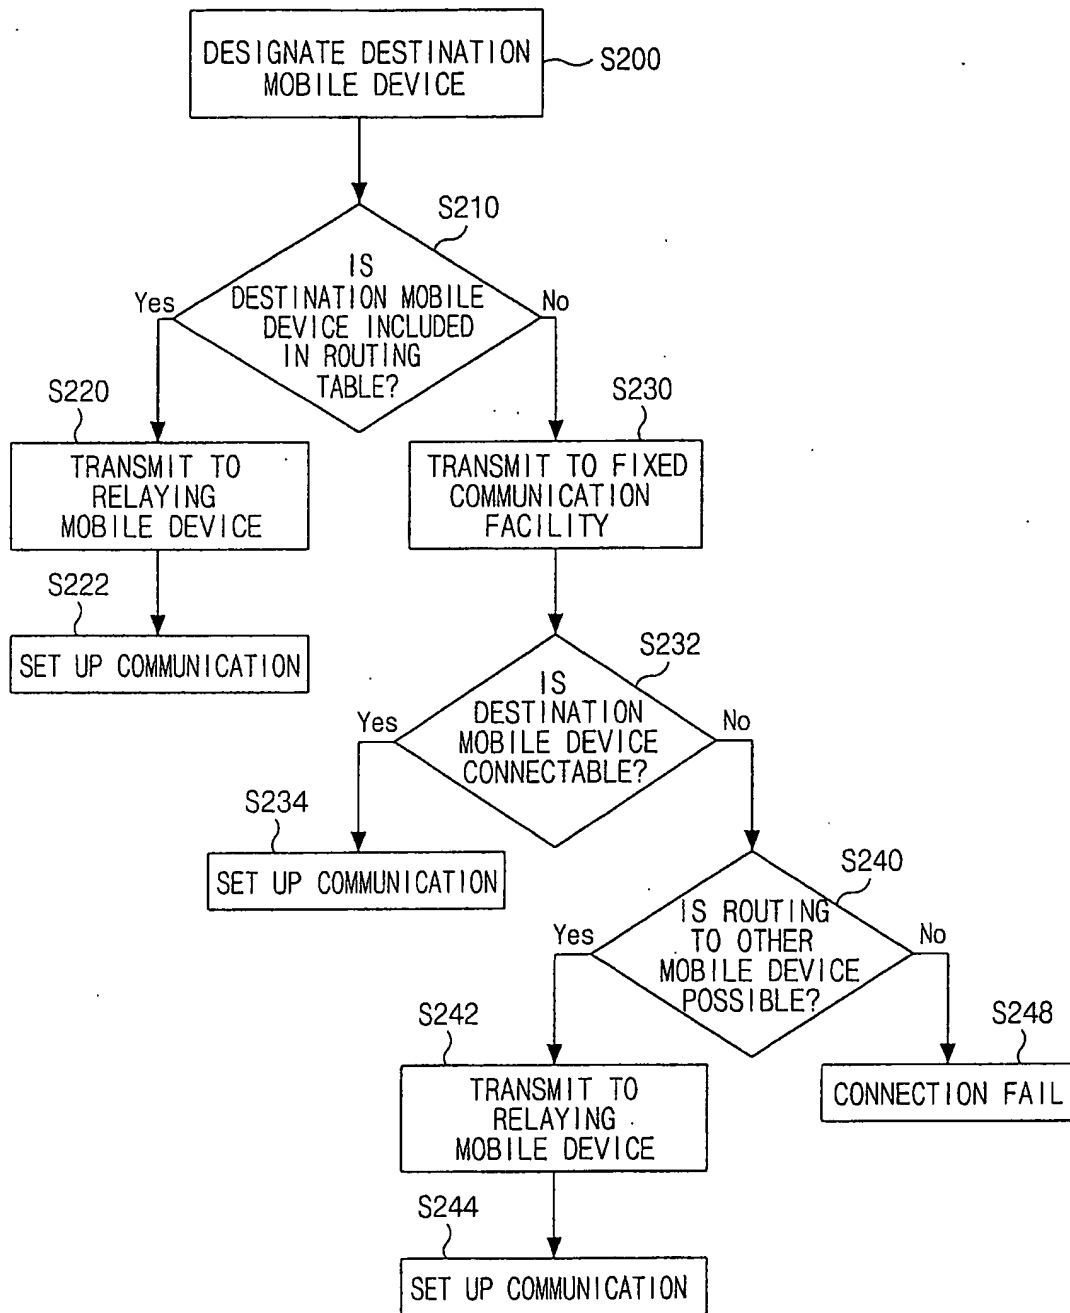 DESIGNATE DESTINATION
MOBILE DEVICE
S200
S210
IS
DESTINATION MOBILE
DEVICE INCLUDED
IN ROUTING
TABLE?
Yes
No
S220
TRANSMIT TO
RELAYING
MOBILE DEVICE
S230
TRANSMIT TO FIXED
COMMUNICATION
FACILITY
S222
SET UP COMMUNICATION
S232
IS
DESTINATION
MOBILE DEVICE
CONNECTABLE?
Yes
No
S234
SET UP COMMUNICATION
S240
IS ROUTING
TO OTHER
MOBILE DEVICE
POSSIBLE?
Yes
No
S242
TRANSMIT TO
RELAYING
MOBILE DEVICE
S248
CONNECTION FAIL
S244
SET UP COMMUNICATION